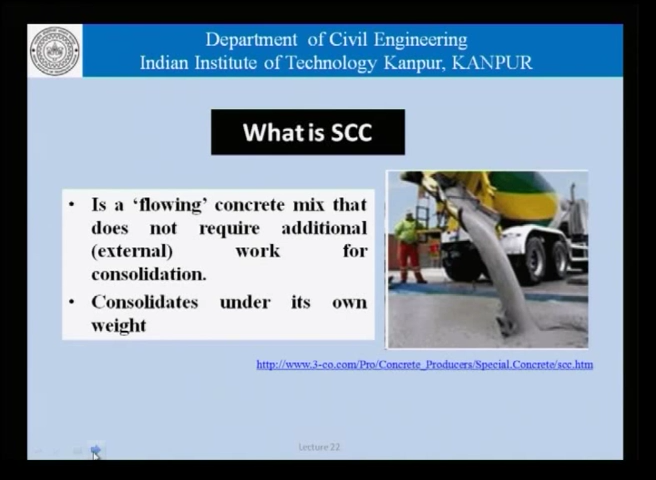 Department of Civil Engineering
Indian Institute of Technology Kanpur, KANPUR
What is SCC
• Is a ‘flowing’ concrete mix that
does not require additional
(external) work for
consolidation.
• Consolidates under its own
weight
http://www.3-co.com/Pro/Concrete_Producers/Special.Concrete/scc.htm
Lecture 22